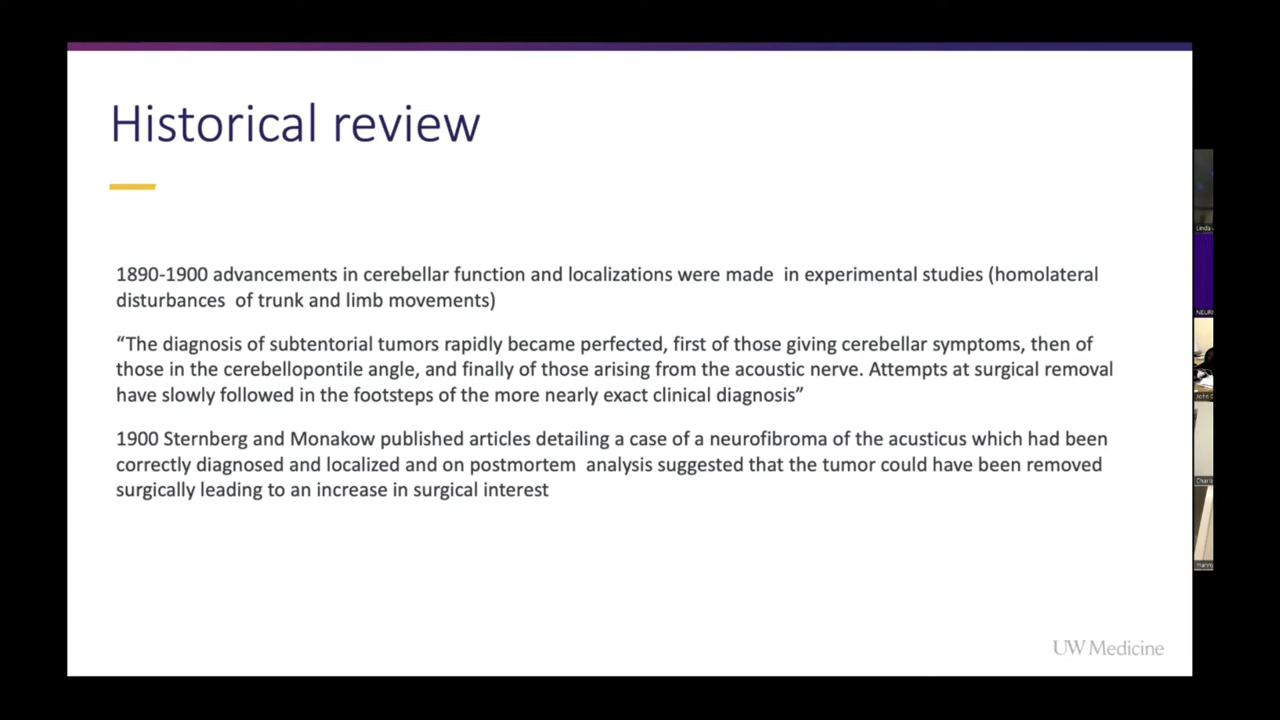 Historical review
1890-1900 advancements in cerebellar function and localizations were made  in experimental studies (homolateral
disturbances  of trunk and limb movements)
“The diagnosis of subtentorial tumors rapidly became perfected, first of those giving cerebellar symptoms, then of
those in the cerebellopontile angle, and finally of those arising from the acoustic nerve. Attempts at surgical removal
have slowly followed in the footsteps of the more nearly exact clinical diagnosis”
1900 Sternberg and Monakow published articles detailing a case of a neurofibroma of the acusticus which had been
correctly diagnosed and localized and on postmortem  analysis suggested that the tumor could have been removed
surgically leading to an increase in surgical interest
UW Medicine
Linda